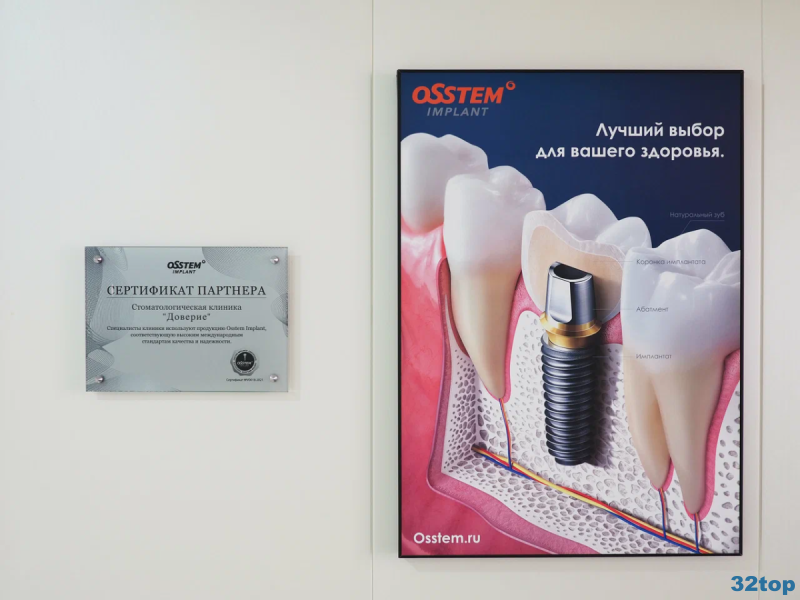 OSSTEM
IMPLANT
СЕРТИФИКАТ ПАРТНЕРА
Стоматологическая клиника
"Доверие"
Специалисты клиники используют продукцию Osstem Implant,
соответствующую высоким международным
стандартам качества и надежности.
OSSTEM
IMPLANT
Лучший выбор
для вашего здоровья.
Натуральный зуб
Коронка имплантата
Абатмент
Имплантат
Osstem.ru
32top